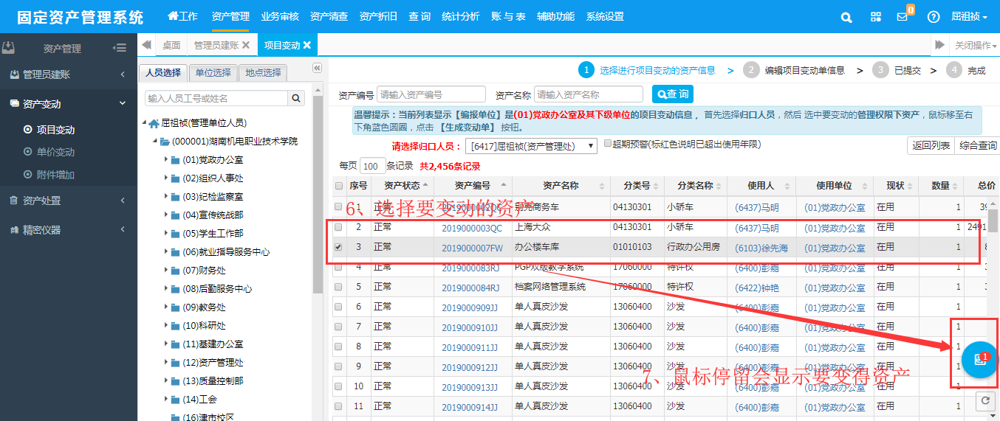 固定资产管理系统 工作 资产管理 业务审核 资产清查 资产折旧 查 询 统计分析 账 与 表 辅助功能 系统设置 0 屈祖祯
资产管理 桌面 管理员建账 项目变动 关闭操作
管理员建账
资产变动
项目变动
单价变动
附件增加
资产处置
精密仪器
人员选择 单位选择 地点选择
输入人员工号或姓名
屈祖祯(管理单位人员)
(000001)湖南机电职业技术学院
(01)党政办公室
(02)组织人事处
(03)纪检监察室
(04)宣传统战部
(05)学生工作部
(06)就业指导服务中心
(07)财务处
(08)后勤服务中心
(09)教务处
(10)科研处
(11)基建办公室
(12)资产管理处
(13)质量控制部
(14)工会
(16)津市校区
1 选择进行项目变动的资产信息 > 2 编辑项目变动单信息 > 3 已提交 > 4 完成
资产编号 请输入资产编号 资产名称 请输入资产名称 查 询
温馨提示：当前列表显示【编报单位】是(01)党政办公室及其下级单位的项目变动信息， 首先选择归口人员，然后 选中要变动的管理权限下资产，鼠标移至右
下角蓝色圆圈，点击 【生成变动单】 按钮。
请选择归口人员： [6417]屈祖祯(资产管理处) 超期预警(标红色说明已超出使用年限) 返回列表 综合查询
每页 100 条记录 共2,456条记录
序号 资产状态 资产编号 资产名称 分类号 分类名称 使用人 使用单位 现状 数量 总价
1 正常 2019000002QC 别克商务车 04130301 小轿车 (6437)马明 (01)党政办公室 在用 1 39
6、选择要变动的资产
2 正常 2019000003QC 上海大众 04130301 小轿车 (6437)马明 (01)党政办公室 在用 1 2491
3 正常 2019000007FW 办公楼车库 01010103 行政办公用房 (6103)徐先海 (01)党政办公室 在用 1 8
4 正常 2019000083RJ PGP双版教学系统 17060000 特许权 (6400)彭嘉 (01)党政办公室 在用 1 3
5 正常 2019000084RJ 档案网络管理系统 17060000 特许权 (6422)钟艳 (01)党政办公室 在用 1 3
6 正常 2019000909JJ 单人真皮沙发 13060400 沙发 (6400)彭嘉 (01)党政办公室 在用 1
7 正常 2019000910JJ 单人真皮沙发 13060400 沙发 (6400)彭嘉 (01)党政办公室 在用 1
8 正常 2019000911JJ 单人真皮沙发 13060400 沙发 (6400)彭嘉 (01)党政办公室 在用 1
1
9 正常 2019000912JJ 单人真皮沙发 13060400 沙发 (6400)彭嘉 (01)党政办公室 在用 1
7、鼠标停留会显示要变得资产
10 正常 2019000913JJ 单人真皮沙发 13060400 沙发 (6400)彭嘉 (01)党政办公室 在用 1
11 正常 2019000914JJ 单人真皮沙发 13060400 沙发 (6400)彭嘉 (01)党政办公室 在用 1